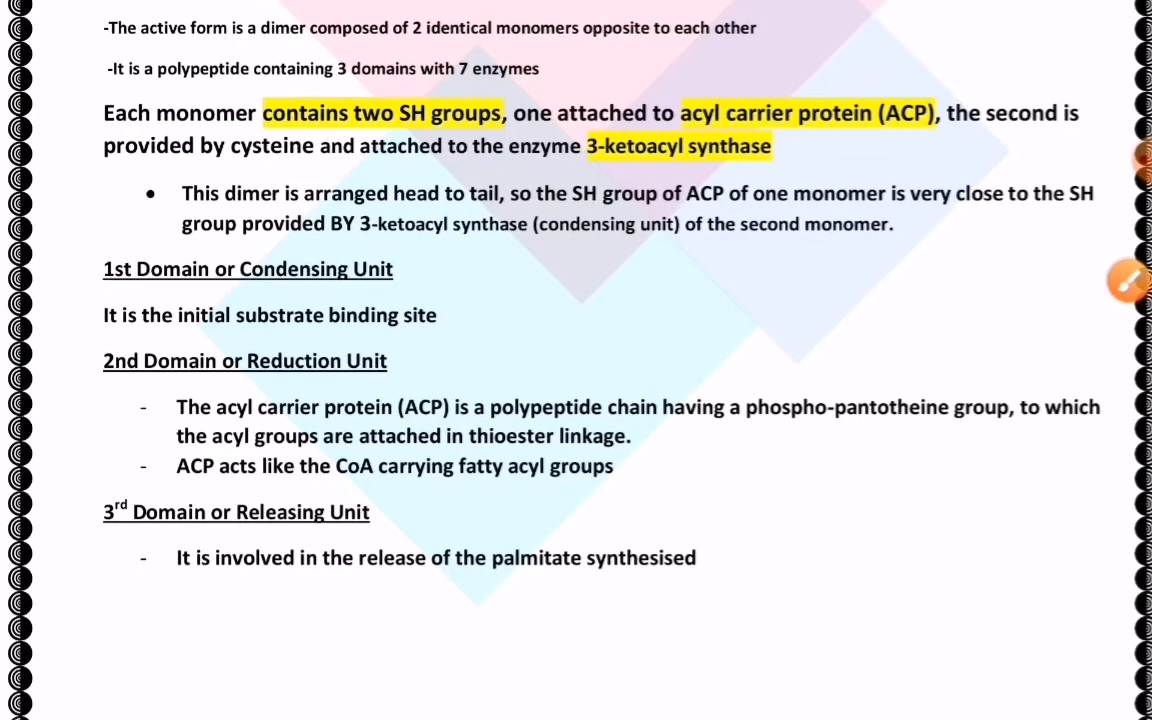 -The active form is a dimer composed of 2 identical monomers opposite to each other
-It is a polypeptide containing 3 domains with 7 enzymes
Each monomer contains two SH groups, one attached to acyl carrier protein (ACP), the second is
provided by cysteine and attached to the enzyme 3-ketoacyl synthase
• This dimer is arranged head to tail, so the SH group of ACP of one monomer is very close to the SH
group provided BY 3-ketoacyl synthase (condensing unit) of the second monomer.
1st Domain or Condensing Unit
It is the initial substrate binding site
2nd Domain or Reduction Unit
- The acyl carrier protein (ACP) is a polypeptide chain having a phospho-pantotheine group, to which
the acyl groups are attached in thioester linkage.
- ACP acts like the CoA carrying fatty acyl groups
3rd Domain or Releasing Unit
- It is involved in the release of the palmitate synthesised